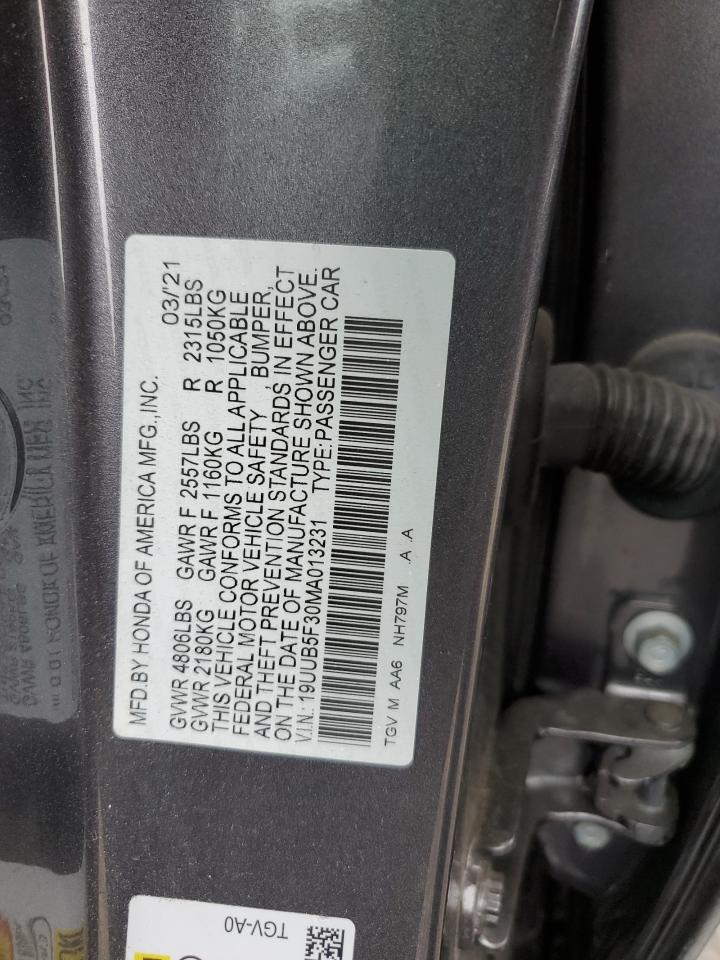 MFD.BY HONDA OF AMERICA MFG.,INC. 03/'21
GVWR 4806LBS GAWR F 2557LBS R 2315LBS
GVWR 2180KG GAWR F 1160KG R 1050KG
THIS VEHICLE CONFORMS TO ALL APPLICABLE
FEDERAL MOTOR VEHICLE SAFETY , BUMPER,
AND THEFT PREVENTION STANDARDS IN EFFECT
ON THE DATE OF MANUFACTURE SHOWN ABOVE.
V.I.N.: 19UUB5F30MA013231 TYPE:PASSENGER CAR
TGV M AA6 NH797M .A .A
TGV-A0